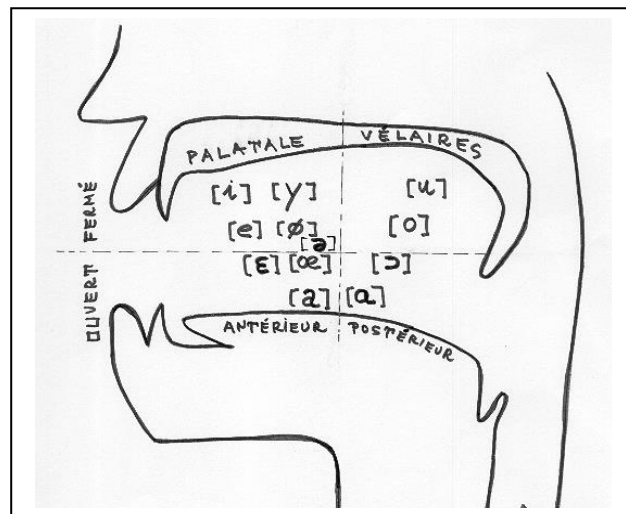 PALATALE VÉLAIRES
FERMÉ
[i] [y] [u]
[e] [ø] [o]
[ə]
[ɛ] [œ] [ɔ]
[a] [ɑ]
OUVERT
ANTÉRIEUR POSTÉRIEUR